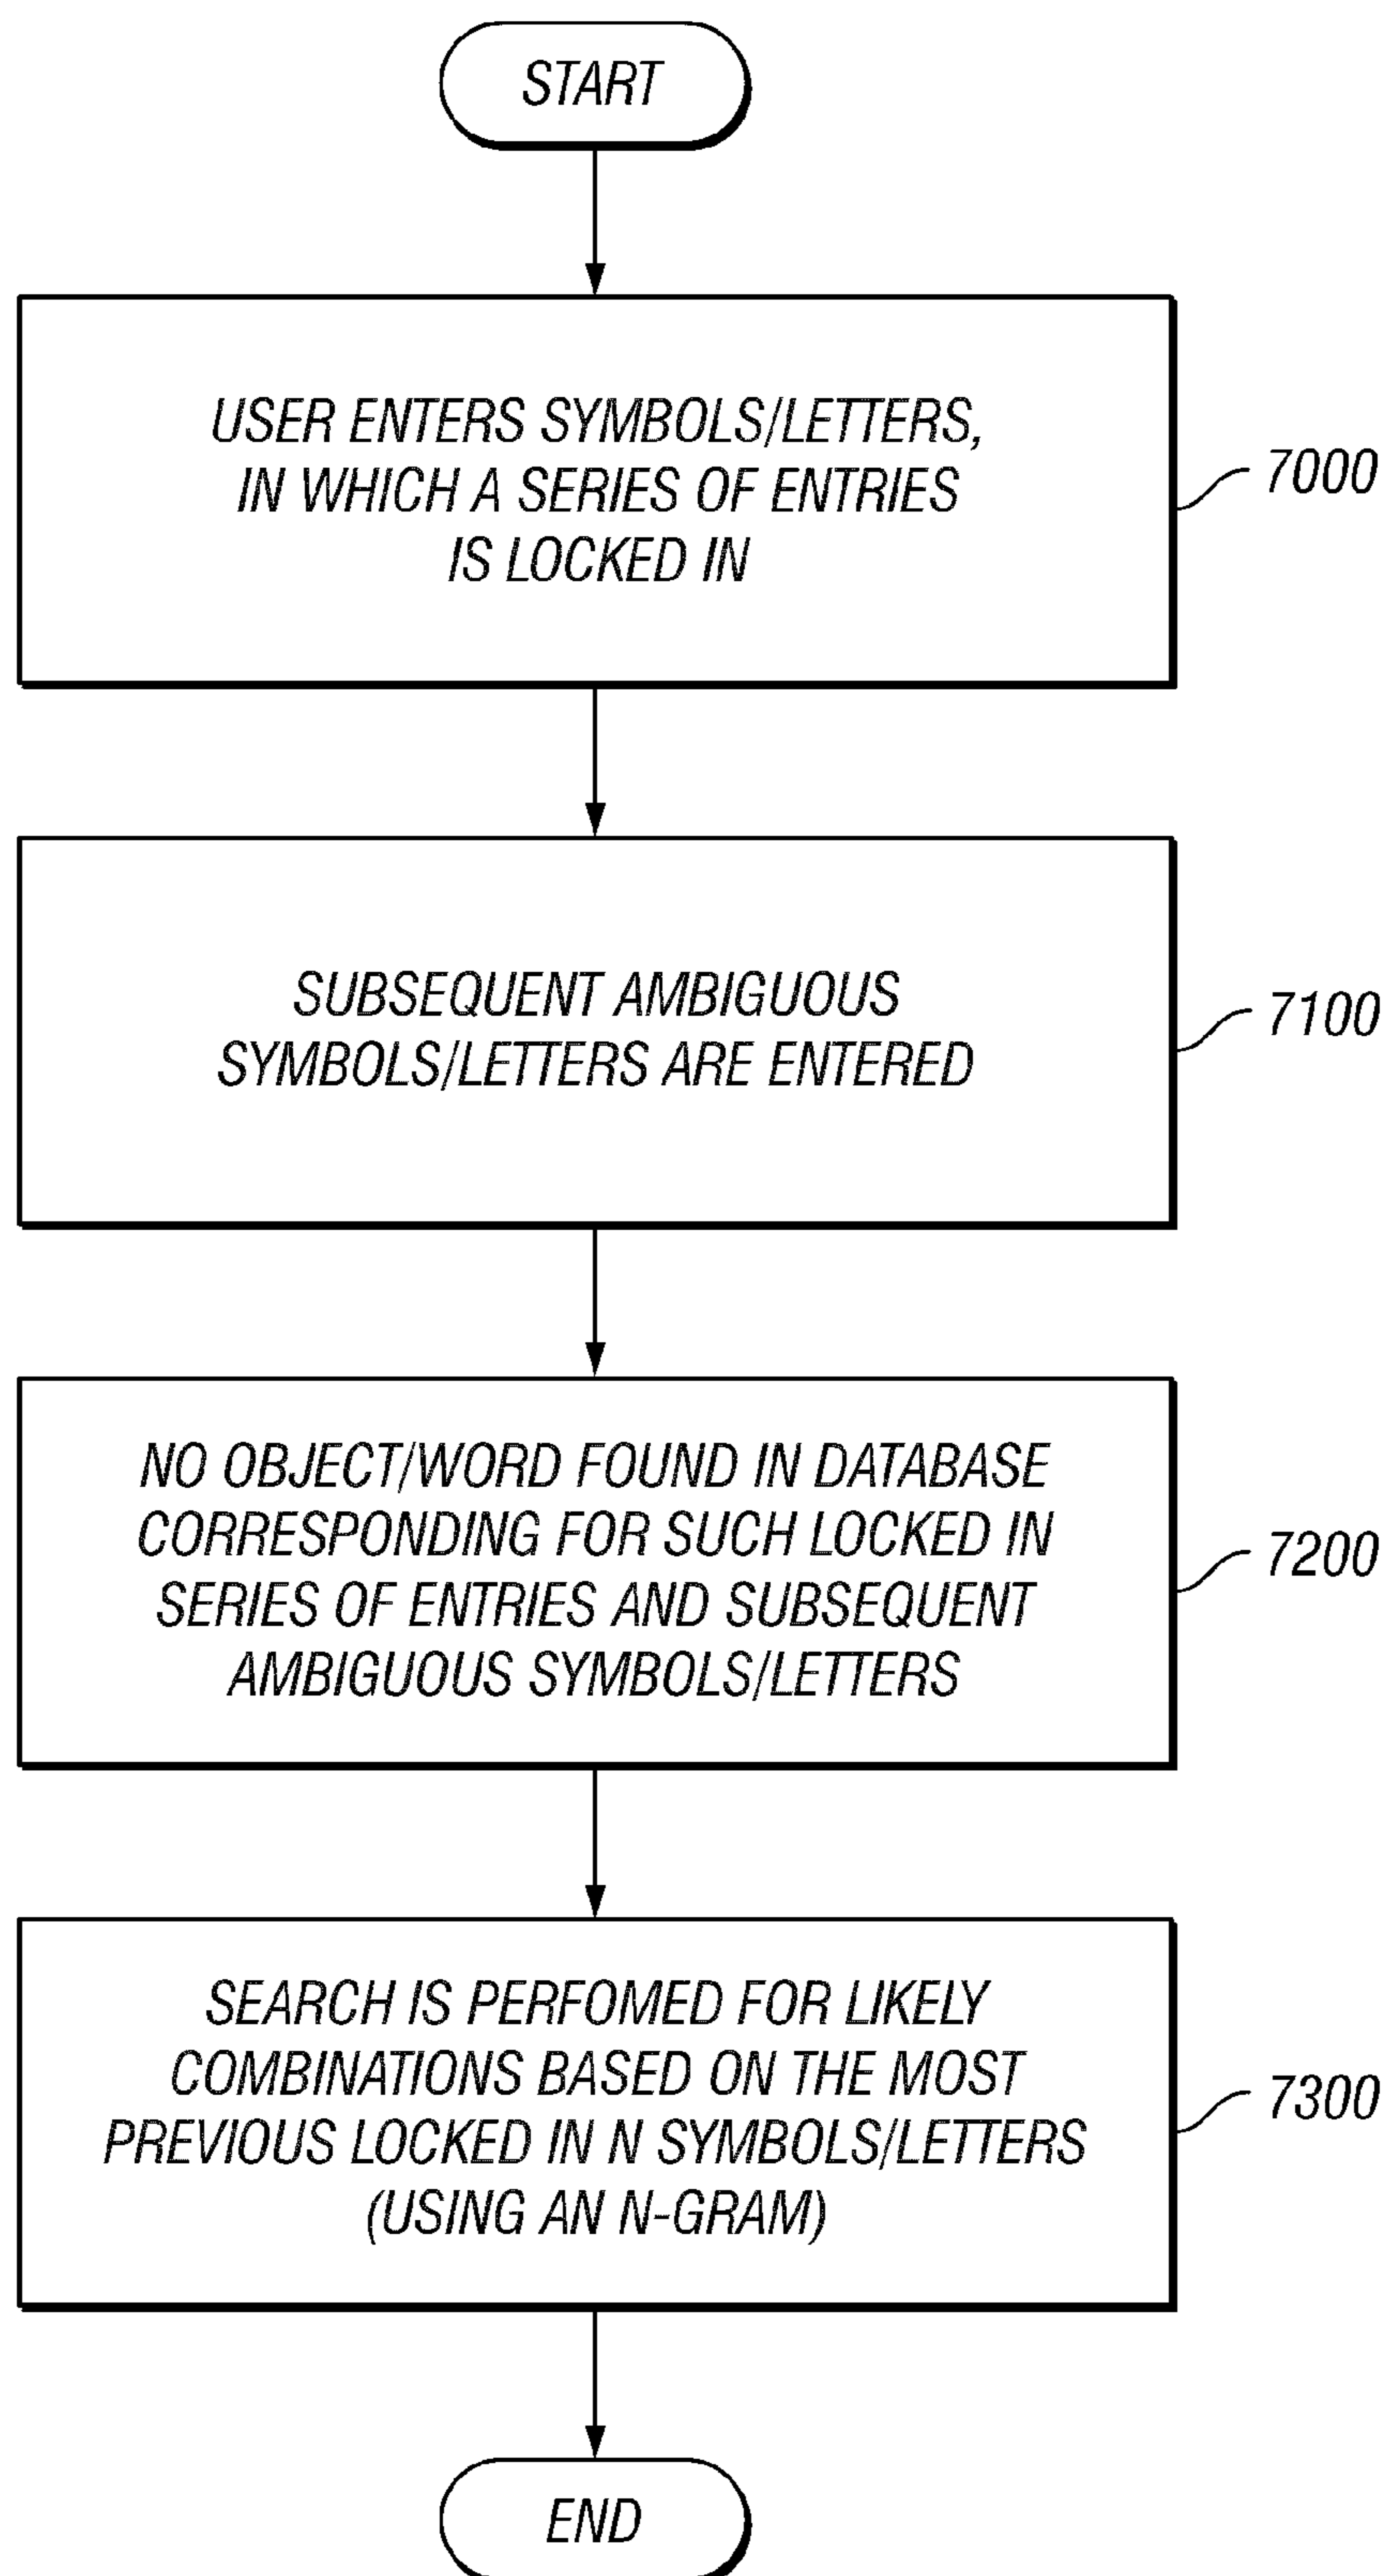 START
USER ENTERS SYMBOLS/LETTERS,
IN WHICH A SERIES OF ENTRIES
IS LOCKED IN
7000
SUBSEQUENT AMBIGUOUS
SYMBOLS/LETTERS ARE ENTERED
7100
NO OBJECT/WORD FOUND IN DATABASE
CORRESPONDING FOR SUCH LOCKED IN
SERIES OF ENTRIES AND SUBSEQUENT
AMBIGUOUS SYMBOLS/LETTERS
7200
SEARCH IS PERFOMED FOR LIKELY
COMBINATIONS BASED ON THE MOST
PREVIOUS LOCKED IN N SYMBOLS/LETTERS
(USING AN N-GRAM)
7300
END